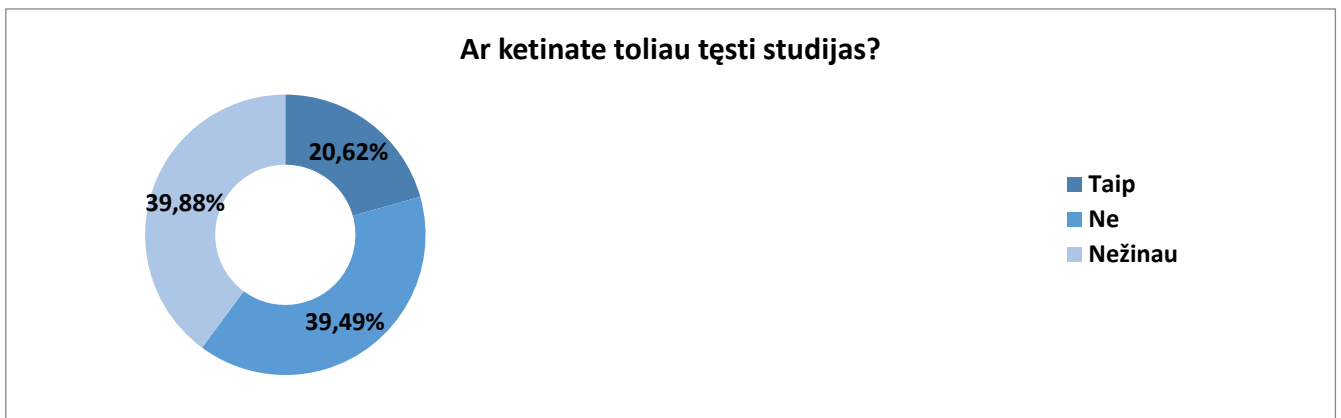 Ar ketinate toliau tęsti studijas?
20,62%
39,88%
39,49%
Taip
Ne
Nežinau